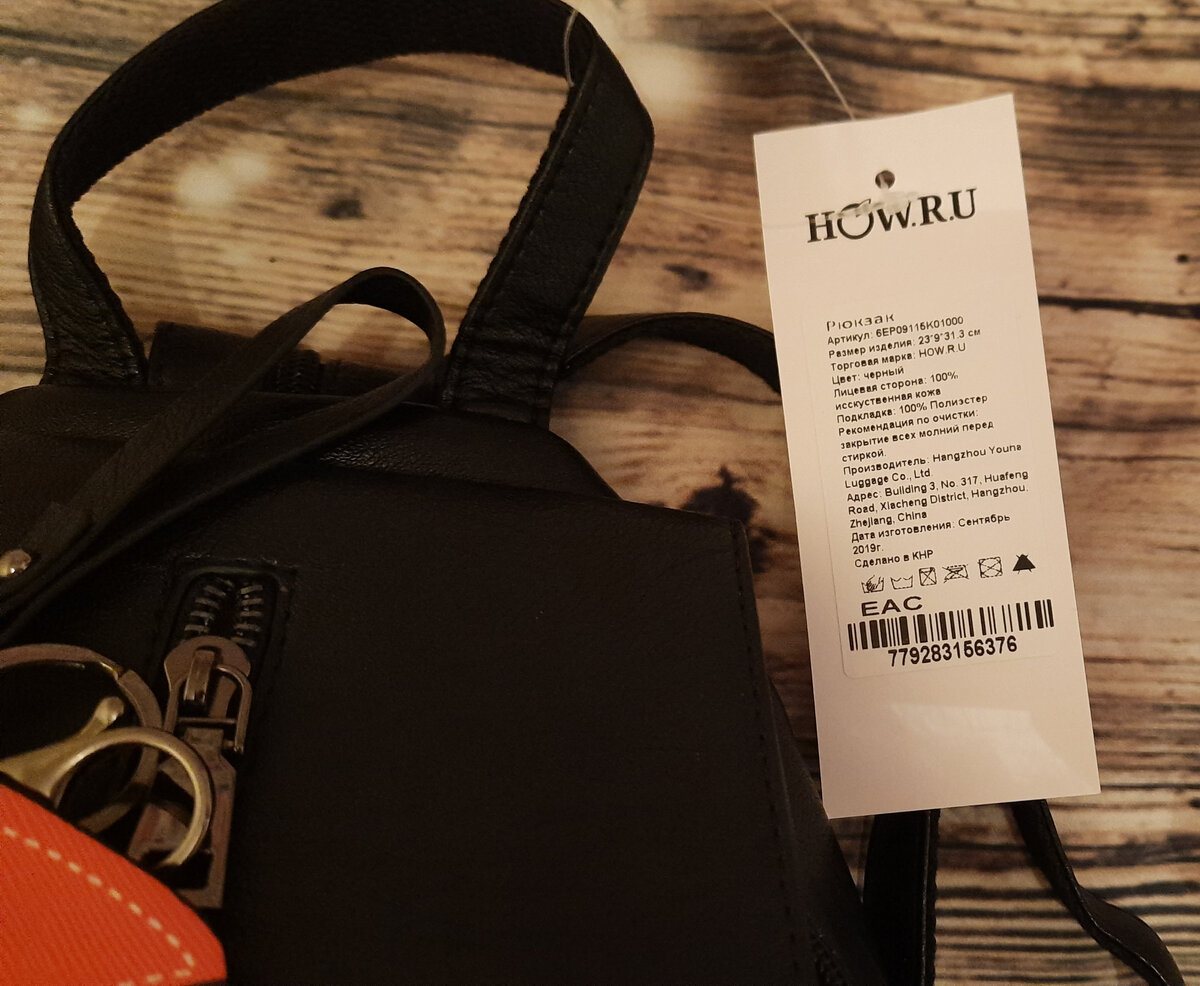 HOW.R.U
Рюкзак
Артикул: 6EP09116K01000
Размер изделия: 23*9*31.3 см
Торговая марка: HOW.R.U
Цвет: черный
Лицевая сторона: 100%
исскуственная кожа
Подкладка: 100% Полиэстер
Рекомендация по очистки:
закрытие всех молний перед
стиркой.
Производитель: Hangzhou Youha
Luggage Co., Ltd.
Адрес: Building 3, No. 317, Huafeng
Road, Xiacheng District, Hangzhou.
Zhejiang, China
Дата изготовления: Сентябрь
2019г.
Сделано в КНР
EAC
779283156376